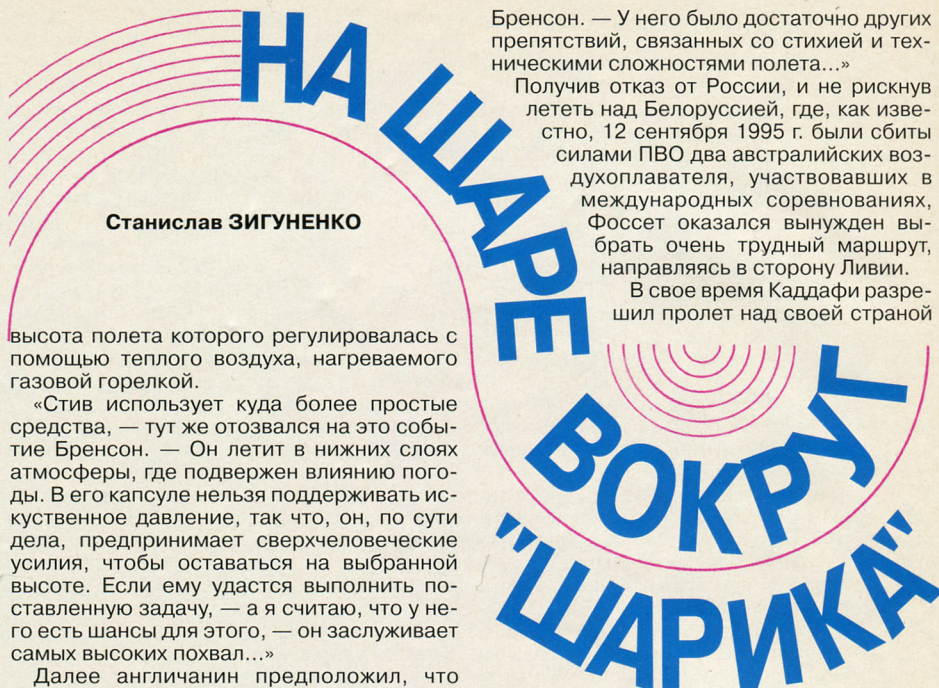 НА ШАРЕ
ВОКРУГ
"ШАРИКА"
Станислав ЗИГУНЕНКО
высота полета которого регулировалась с
помощью теплого воздуха, нагреваемого
газовой горелкой.
«Стив использует куда более простые
средства, — тут же отозвался на это собы-
тие Бренсон. — Он летит в нижних слоях
атмосферы, где подвержен влиянию пого-
ды. В его капсуле нельзя поддерживать ис-
куственное давление, так что, он, по сути
дела, предпринимает сверхчеловеческие
усилия, чтобы оставаться на выбранной
высоте. Если ему удастся выполнить по-
ставленную задачу, — а я считаю, что у не-
го есть шансы для этого, — он заслуживает
самых высоких похвал...»
Далее англичанин предположил, что
Бренсон. — У него было достаточно других
препятствий, связанных со стихией и тех-
ническими сложностями полета...»
Получив отказ от России, и не рискнув
лететь над Белоруссией, где, как изве-
стно, 12 сентября 1995 г. были сбиты
силами ПВО два австралийских воз-
духоплавателя, участвовавших в
международных соревнованиях,
Фоссет оказался вынужден вы-
брать очень трудный маршрут,
направляясь в сторону Ливии.
В свое время Каддафи разре-
шил пролет над своей страной